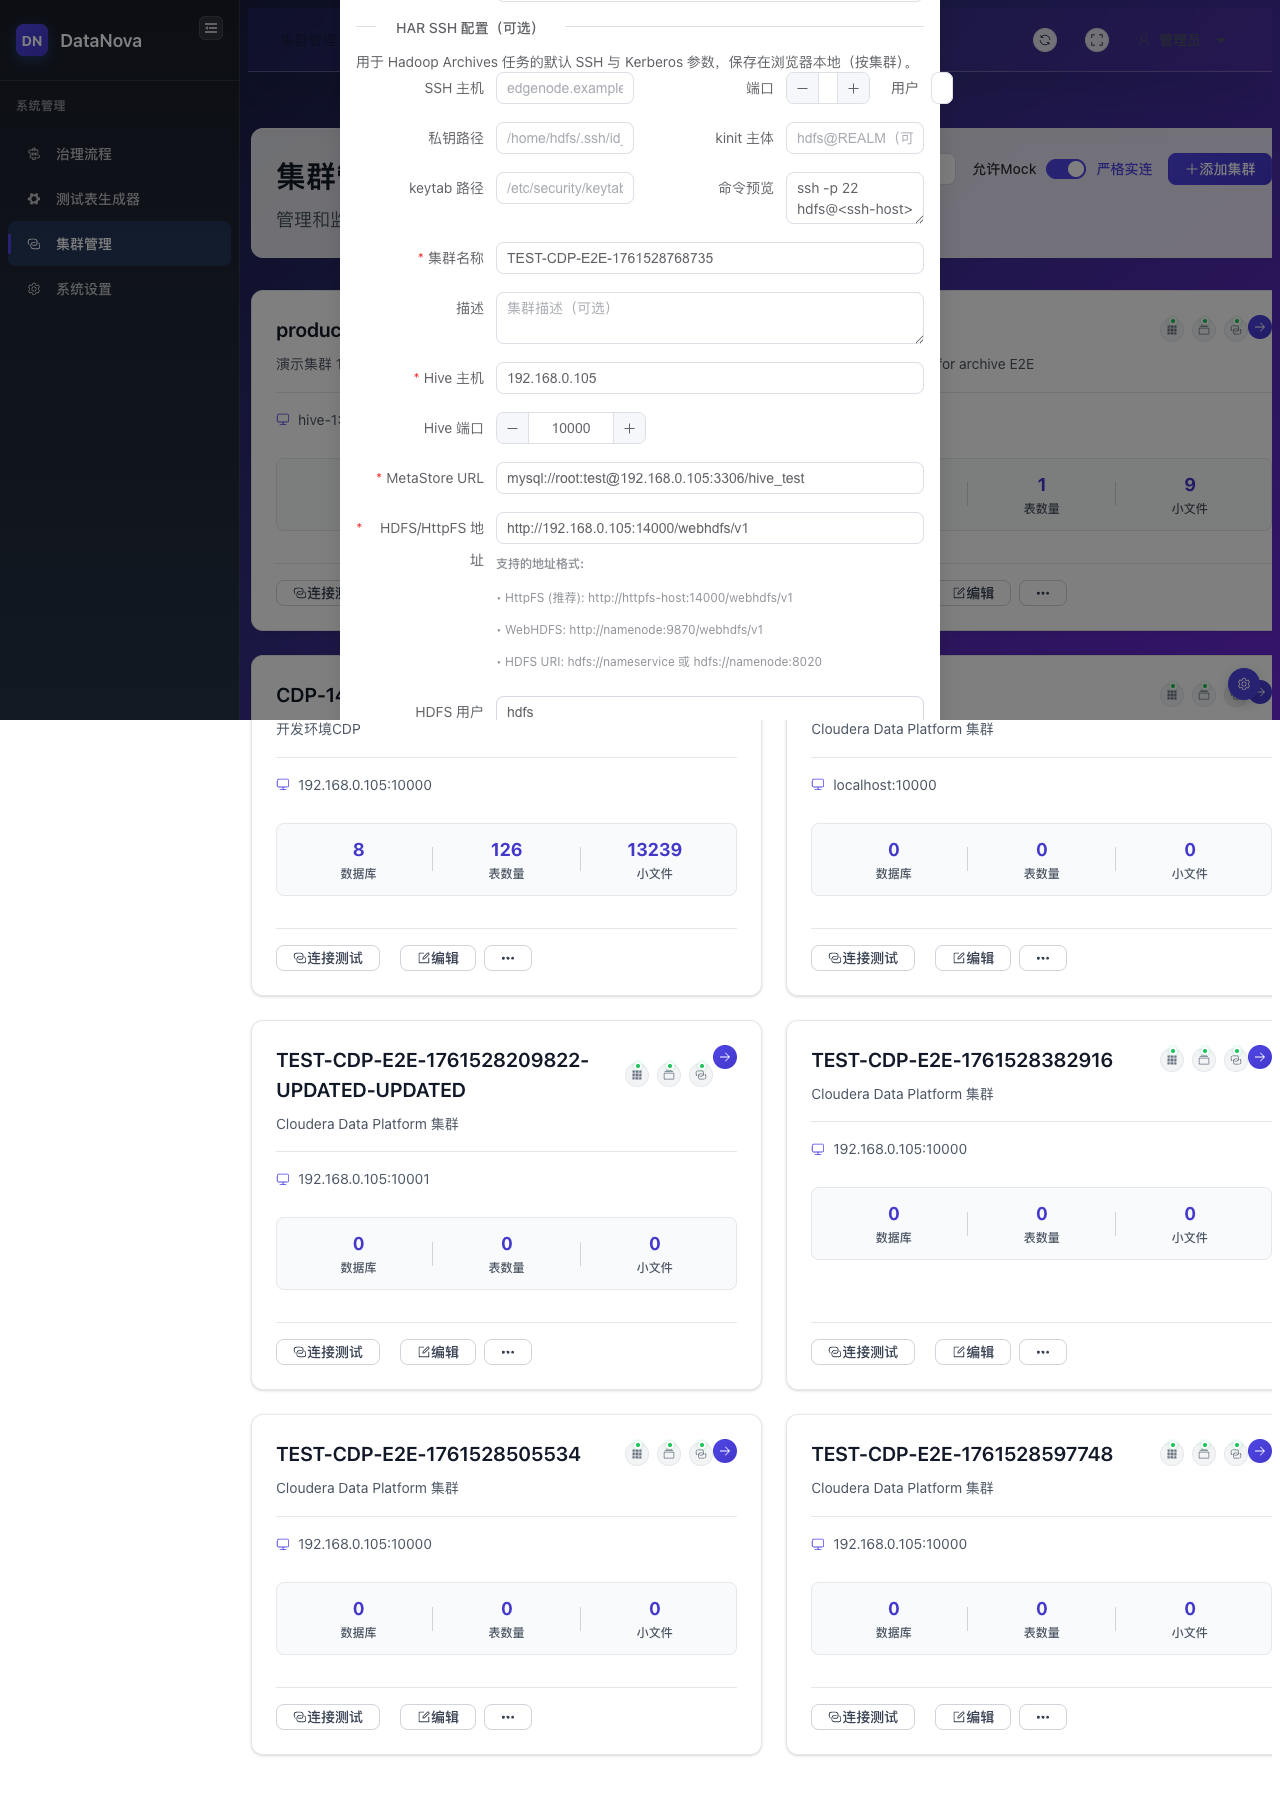 DN DataNova
系统管理
治理流程
测试表生成器
集群管理
系统设置
管理员
集群
管理和
允许Mock 严格实连 添加集群
HAR SSH 配置（可选）
用于 Hadoop Archives 任务的默认 SSH 与 Kerberos 参数，保存在浏览器本地（按集群）。
SSH 主机 edgenode.example 端口 用户
私钥路径 /home/hdfs/.ssh/id_ kinit 主体 hdfs@REALM（可
keytab 路径 /etc/security/keytab 命令预览 ssh -p 22
hdfs@<ssh-host>
* 集群名称 TEST-CDP-E2E-1761528768735
描述 集群描述（可选）
* Hive 主机 192.168.0.105
Hive 端口 10000
* MetaStore URL mysql://root:test@192.168.0.105:3306/hive_test
* HDFS/HttpFS 地址 http://192.168.0.105:14000/webhdfs/v1
支持的地址格式：
• HttpFS (推荐): http://httpfs-host:14000/webhdfs/v1
• WebHDFS: http://namenode:9870/webhdfs/v1
• HDFS URI: hdfs://nameservice 或 hdfs://namenode:8020
HDFS 用户 hdfs
produc
演示集群 1
hive-1
连接测
for archive E2E
1 9
表数量 小文件
编辑
CDP-14
开发环境CDP
192.168.0.105:10000
8 126 13239
数据库 表数量 小文件
连接测试 编辑
Cloudera Data Platform 集群
localhost:10000
0 0 0
数据库 表数量 小文件
连接测试 编辑
TEST-CDP-E2E-1761528209822-
UPDATED-UPDATED
Cloudera Data Platform 集群
192.168.0.105:10001
0 0 0
数据库 表数量 小文件
连接测试 编辑
TEST-CDP-E2E-1761528382916
Cloudera Data Platform 集群
192.168.0.105:10000
0 0 0
数据库 表数量 小文件
连接测试 编辑
TEST-CDP-E2E-1761528505534
Cloudera Data Platform 集群
192.168.0.105:10000
0 0 0
数据库 表数量 小文件
连接测试 编辑
TEST-CDP-E2E-1761528597748
Cloudera Data Platform 集群
192.168.0.105:10000
0 0 0
数据库 表数量 小文件
连接测试 编辑